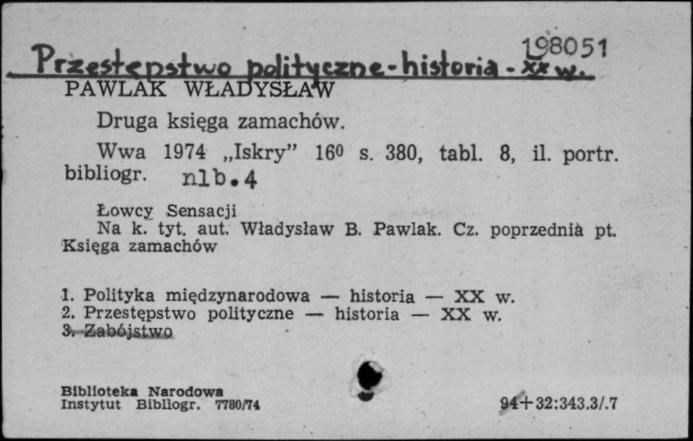 198051
Przestępstwo polityczne-historia-XX w.
PAWLAK WŁADYSŁAW
Druga księga zamachów.
Wwa 1974 „Iskry” 16⁰ s. 380, tabl. 8, il. portr.
bibliogr. nlb.4
Łowcy Sensacji
Na k. tyt. aut. Władysław B. Pawlak. Cz. poprzednia pt.
Księga zamachów
1. Polityka międzynarodowa — historia — XX w.
2. Przestępstwo polityczne — historia — XX w.
3. Zabójstwo
Biblioteka Narodowa
Instytut Bibliogr. 7780/74
94+32:343.3/.7